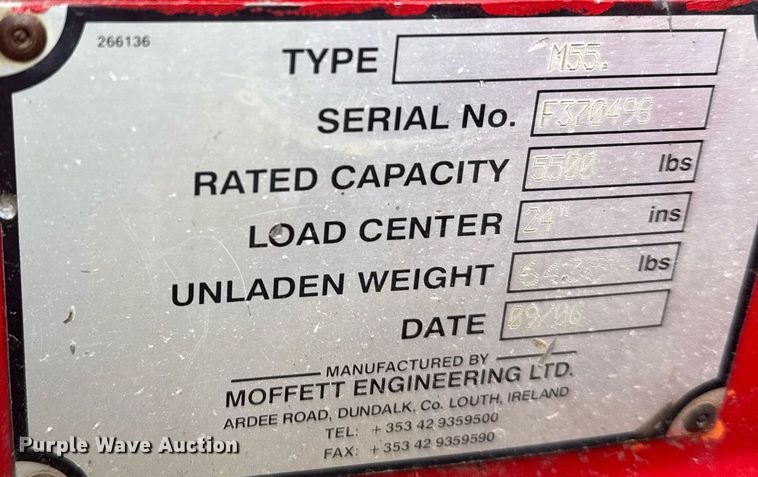 266136
TYPE M55.
SERIAL No. F370498
RATED CAPACITY 5500 lbs
LOAD CENTER 24" ins
UNLADEN WEIGHT lbs
DATE 09/06
MANUFACTURED BY
MOFFETT ENGINEERING LTD.
ARDEE ROAD, DUNDALK, Co. LOUTH, IRELAND
TEL: +353 42 9359500
FAX: +353 42 9359590
Purple Wave Auction